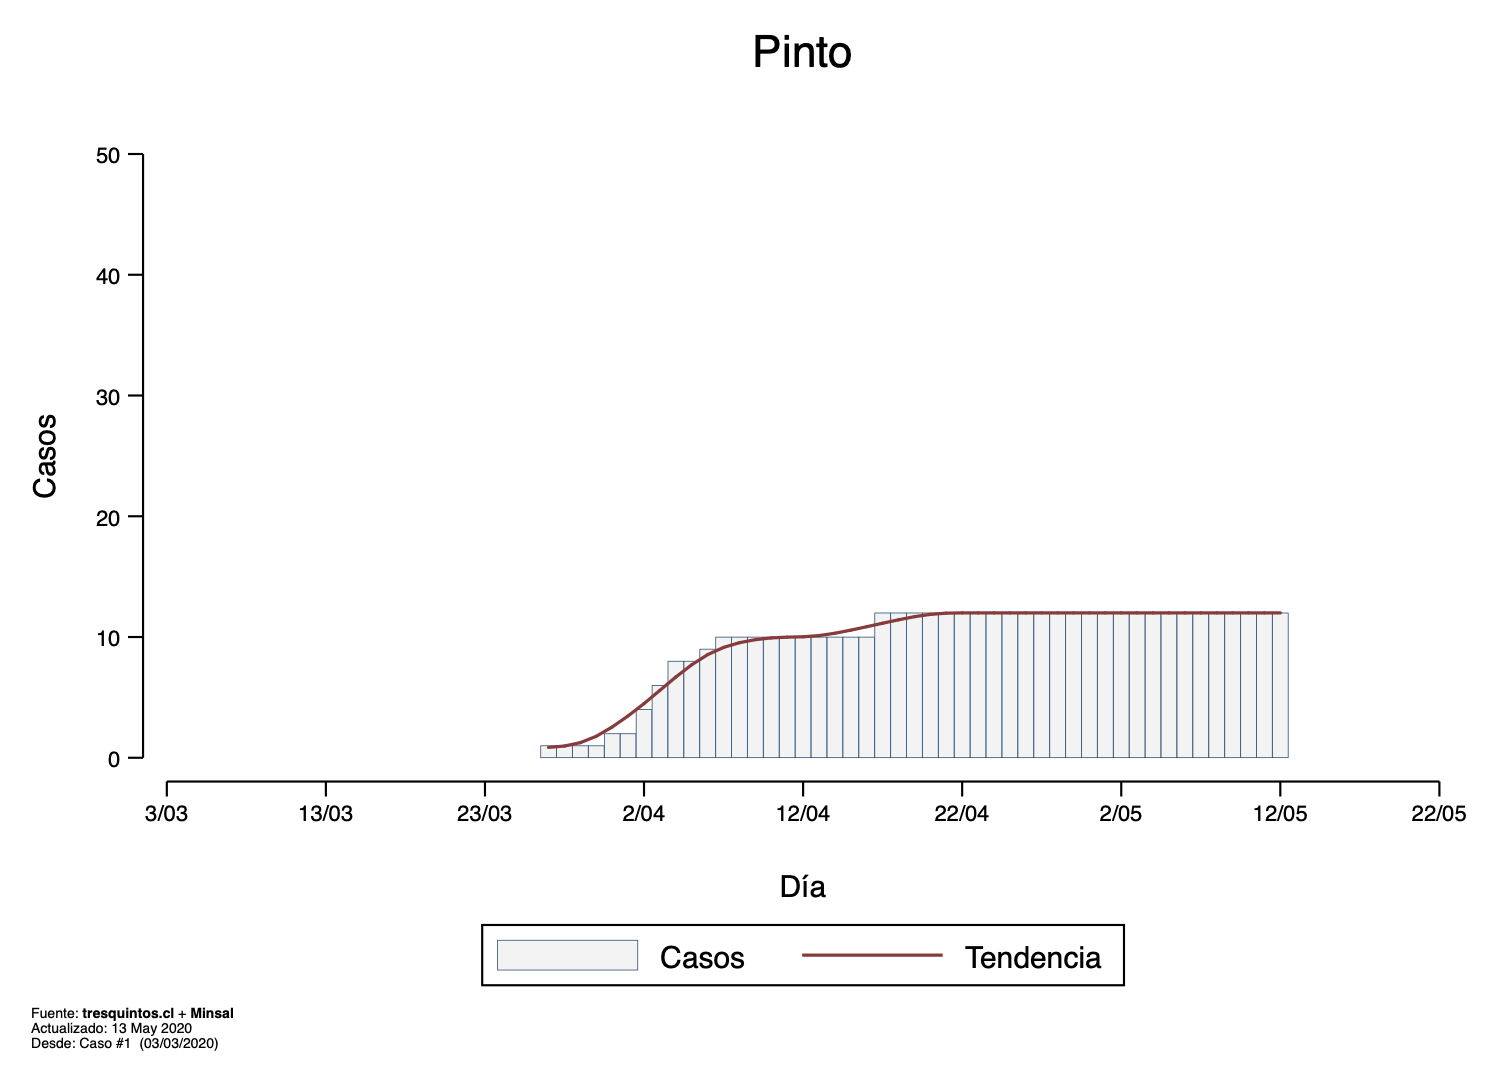 Pinto
50
40
30
20
10
0
Casos
3/03 13/03 23/03 2/04 12/04 22/04 2/05 12/05 22/05
Día
Casos Tendencia
Fuente: tresquintos.cl + Minsal
Actualizado: 13 May 2020
Desde: Caso #1 (03/03/2020)